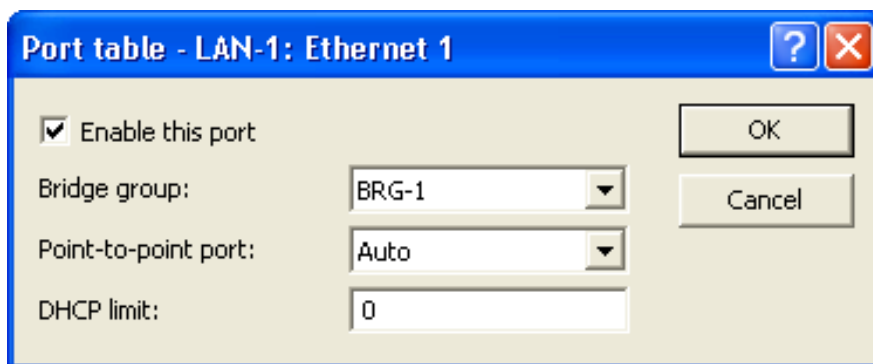 Port table - LAN-1: Ethernet 1
Enable this port
OK
Bridge group:
BRG-1
Cancel
Point-to-point port:
Auto
DHCP limit:
0